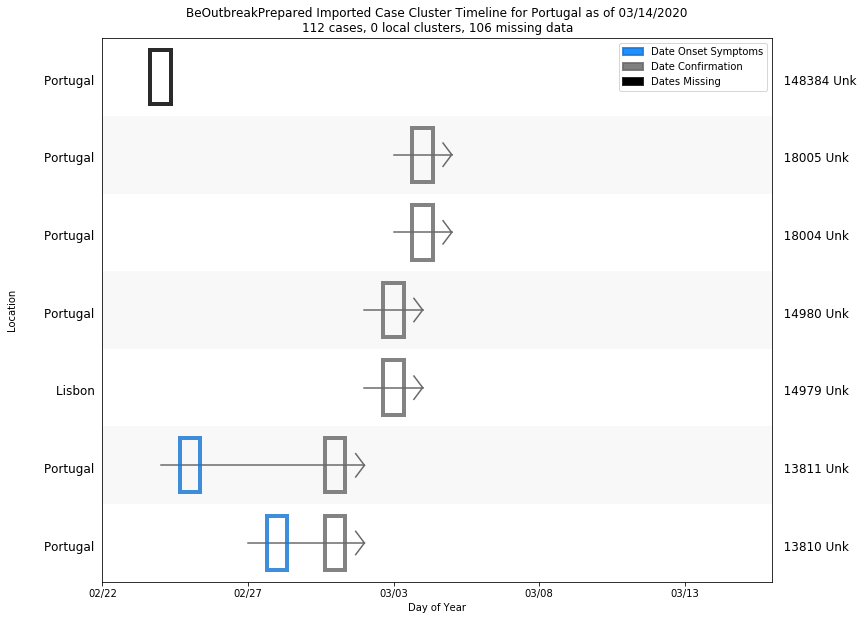 BeOutbreakPrepared Imported Case Cluster Timeline for Portugal as of 03/14/2020
112 cases, 0 local clusters, 106 missing data
Date Onset Symptoms
Date Confirmation
Dates Missing
Portugal 148384 Unk
Portugal 18005 Unk
Portugal 18004 Unk
Portugal 14980 Unk
Lisbon 14979 Unk
Portugal 13811 Unk
Portugal 13810 Unk
Location
02/22 02/27 03/03 03/08 03/13
Day of Year